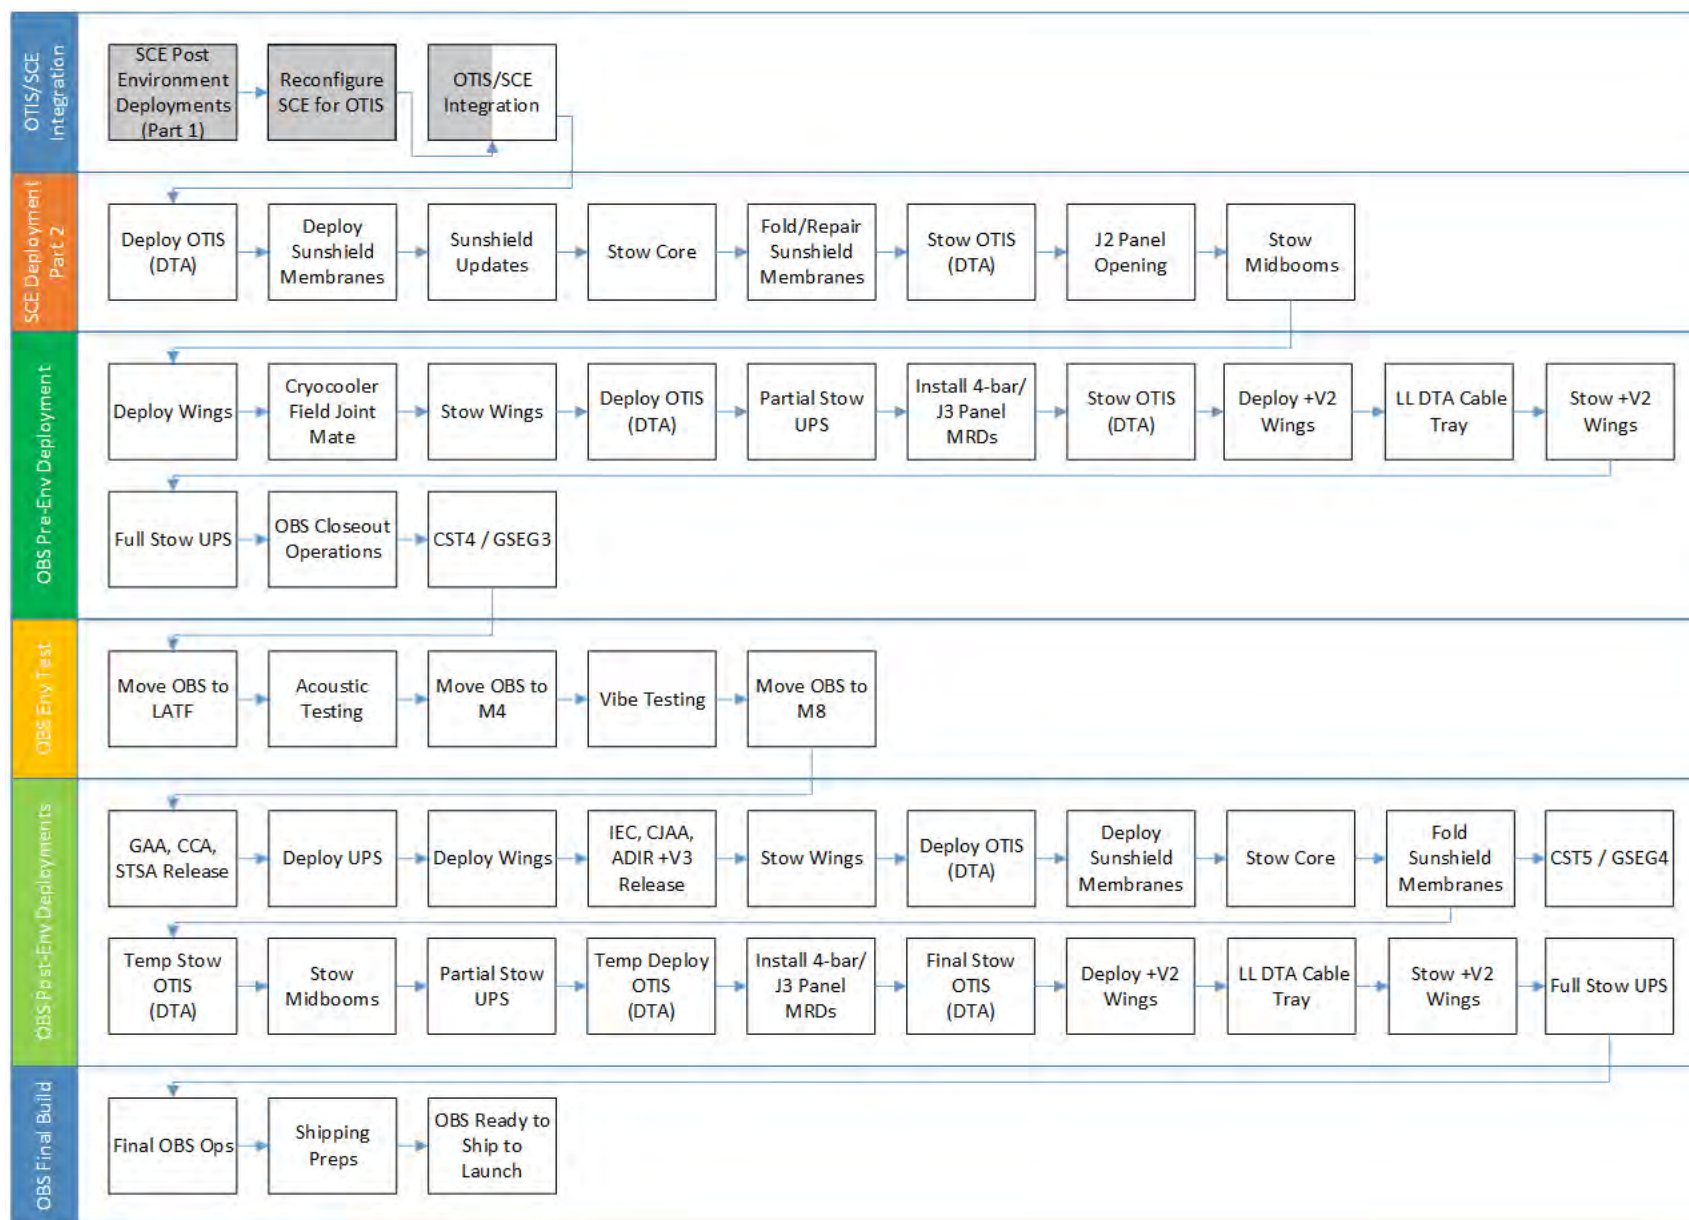 OTIS/SCE
Integration
SCE Post
Environment
Deployments
(Part 1)
Reconfigure
SCE for OTIS
OTIS/SCE
Integration
SCE Deployment
Part 2
Deploy OTIS
(DTA)
Deploy
Sunshield
Membranes
Sunshield
Updates
Stow Core
Fold/Repair
Sunshield
Membranes
Stow OTIS
(DTA)
J2 Panel
Opening
Stow
Midbooms
OBS Pre-Env Deployment
Deploy Wings
Cryocooler
Field Joint
Mate
Stow Wings
Deploy OTIS
(DTA)
Partial Stow
UPS
Install 4-bar/
J3 Panel
MRDs
Stow OTIS
(DTA)
Deploy +V2
Wings
LL DTA Cable
Tray
Stow +V2
Wings
Full Stow UPS
OBS Closeout
Operations
CST4 / GSEG3
OBS Env Test
Move OBS to
LATF
Acoustic
Testing
Move OBS to
M4
Vibe Testing
Move OBS to
M8
OBS Post-Env Deployments
GAA, CCA,
STSA Release
Deploy UPS
Deploy Wings
IEC, CJAA,
ADIR +V3
Release
Stow Wings
Deploy OTIS
(DTA)
Deploy
Sunshield
Membranes
Stow Core
Fold
Sunshield
Membranes
CST5 / GSEG4
Temp Stow
OTIS
(DTA)
Stow
Midbooms
Partial Stow
UPS
Temp Deploy
OTIS
(DTA)
Install 4-bar/
J3 Panel
MRDs
Final Stow
OTIS
(DTA)
Deploy +V2
Wings
LL DTA Cable
Tray
Stow +V2
Wings
Full Stow UPS
OBS Final Build
Final OBS Ops
Shipping
Preps
OBS Ready to
Ship to
Launch